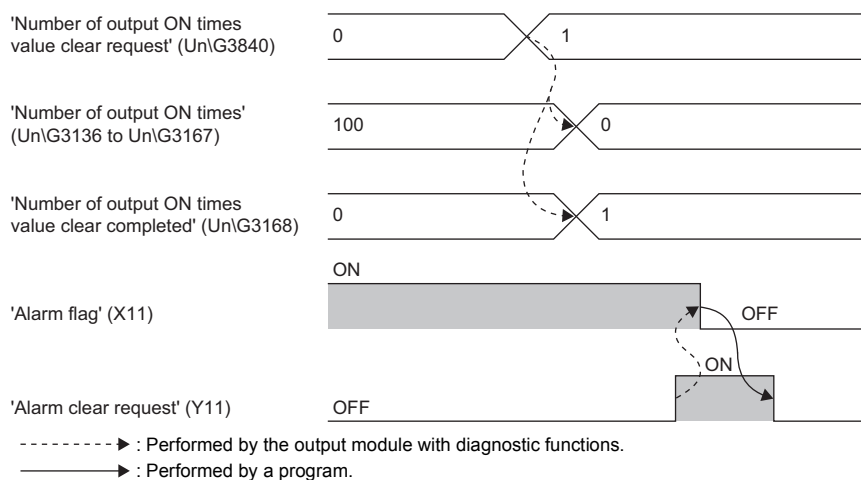 'Number of output ON times
value clear request' (Un\G3840)
0
1
'Number of output ON times'
(Un\G3136 to Un\G3167)
100
0
'Number of output ON times
value clear completed' (Un\G3168)
0
1
ON
'Alarm flag' (X11)
OFF
ON
'Alarm clear request' (Y11)
OFF
: Performed by the output module with diagnostic functions.
: Performed by a program.